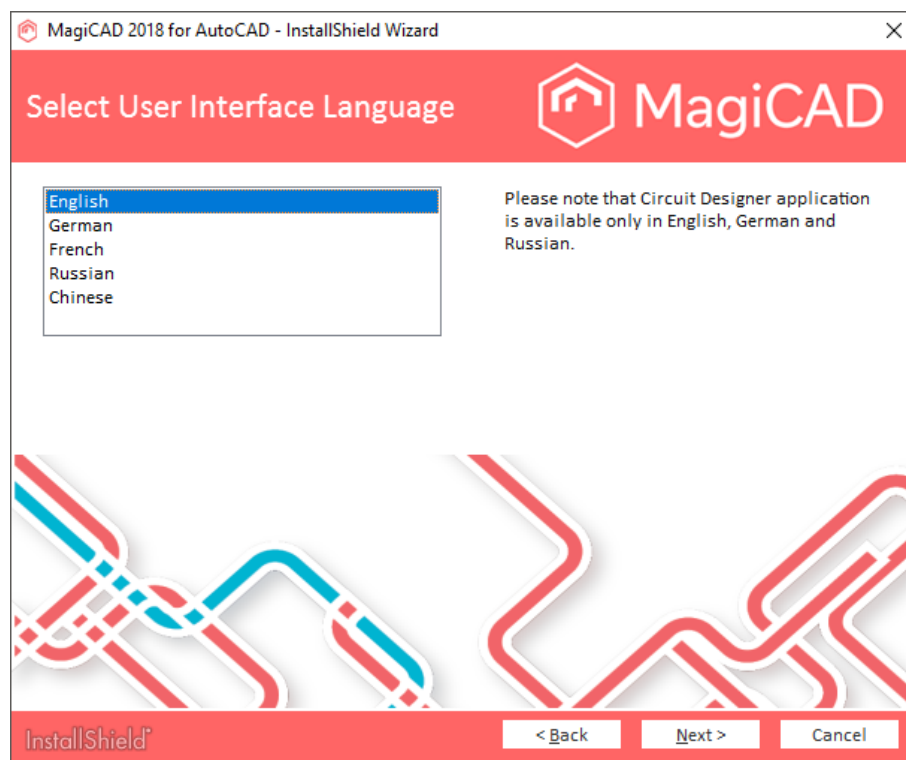 MagiCAD 2018 for AutoCAD - InstallShield Wizard
Select User Interface Language
MagiCAD
English
German
French
Russian
Chinese
Please note that Circuit Designer application
is available only in English, German and
Russian.
InstallShield
< Back
Next >
Cancel